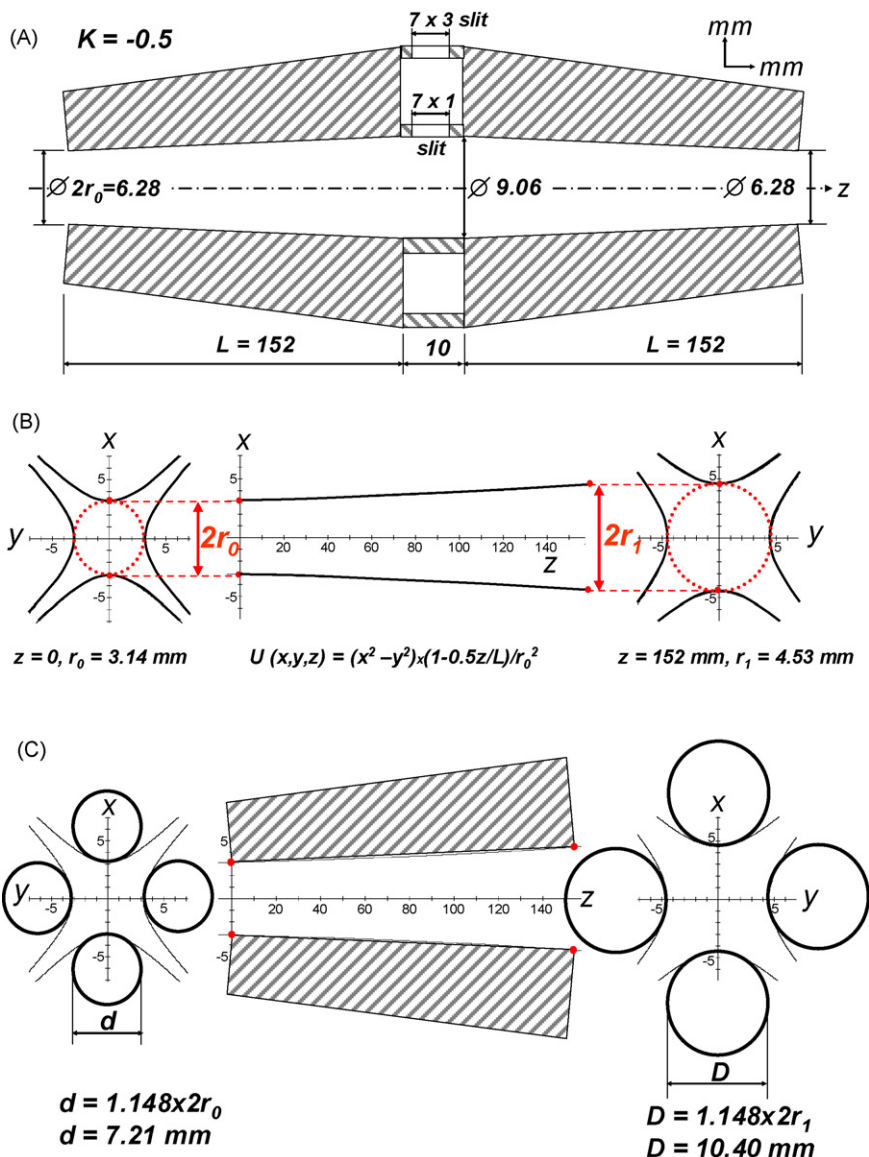 (A)
K = -0.5
7 x 3 slit
mm
mm
7 x 1
slit
∅ 2r₀=6.28
∅ 9.06
∅ 6.28
z
L = 152
10
L = 152
(B)
x
x
x
5
5
5
y
-5
5
2r₀
20 40 60 80 100 120 140
z
2r₁
-5
5
y
-5
-5
-5
z = 0, r₀ = 3.14 mm
U (x,y,z) = (x² –y²)ₓ(1-0.5z/L)/r₀²
z = 152 mm, r₁ = 4.53 mm
(C)
x
x
5
5
5
y
-5
5
20 40 60 80 100 120 140
z
-5
5
y
-5
-5
-5
d
D
d = 1.148x2r₀
d = 7.21 mm
D = 1.148x2r₁
D = 10.40 mm